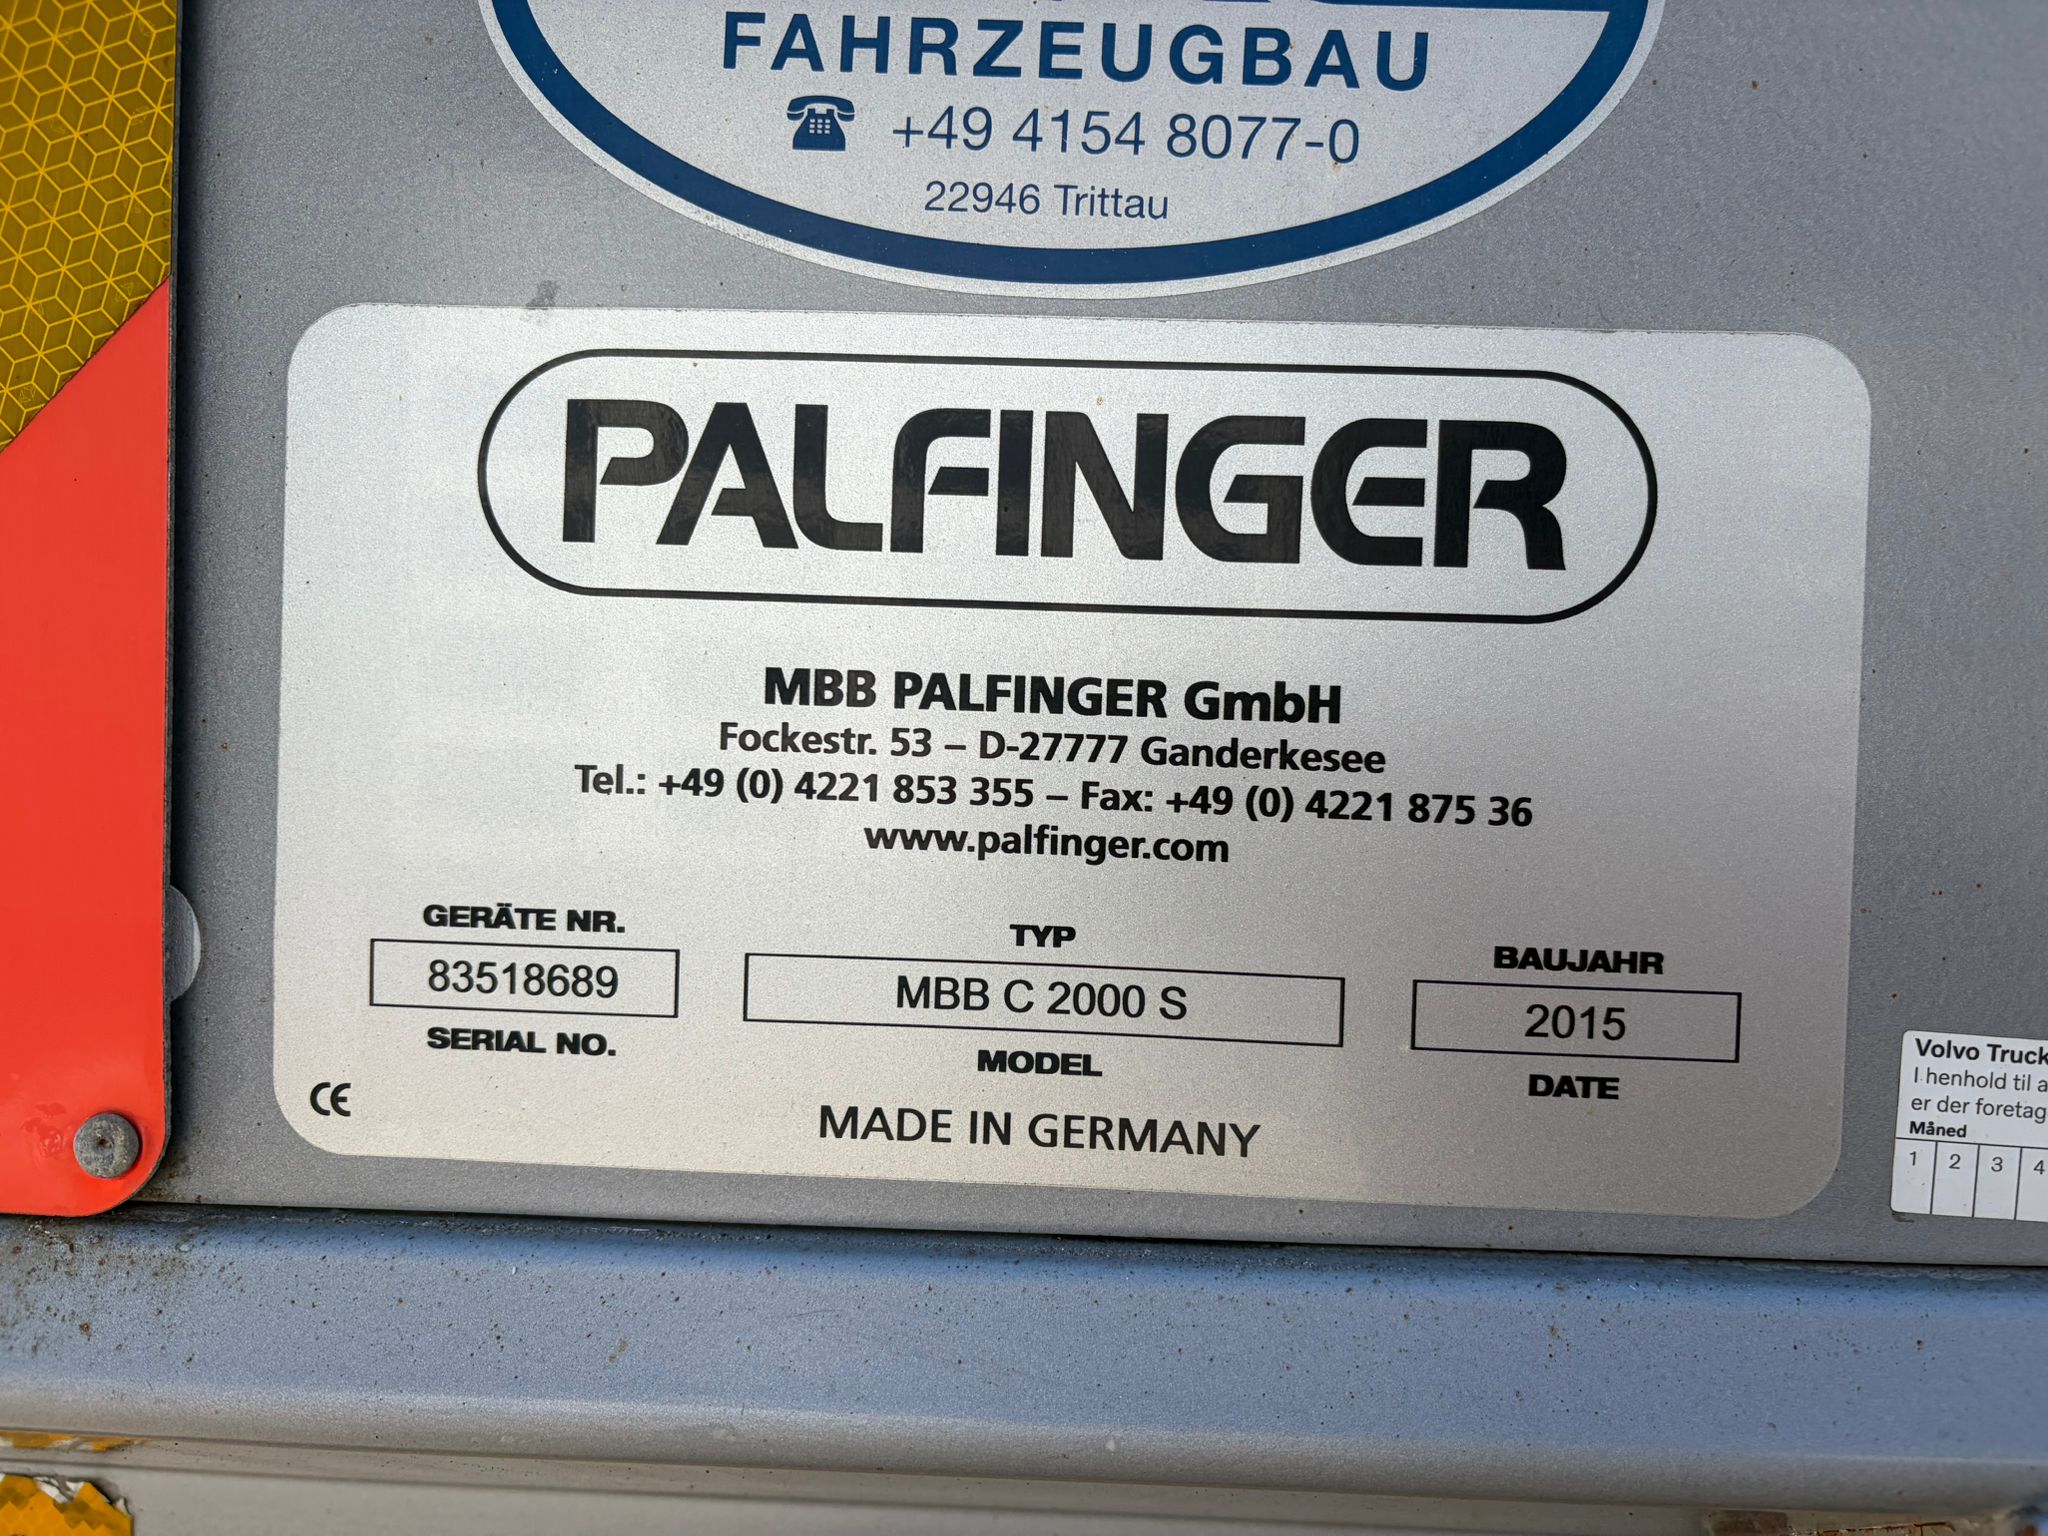 FAHRZEUGBAU
☎ +49 4154 8077-0
22946 Trittau
PALFINGER
MBB PALFINGER GmbH
Fockestr. 53 – D-27777 Ganderkesee
Tel.: +49 (0) 4221 853 355 – Fax: +49 (0) 4221 875 36
www.palfinger.com
GERÄTE NR. TYP BAUJAHR
83518689 MBB C 2000 S 2015
SERIAL NO. MODEL DATE
CE MADE IN GERMANY
Volvo Truck
I henhold til
er der
Måned
1 2 3 4